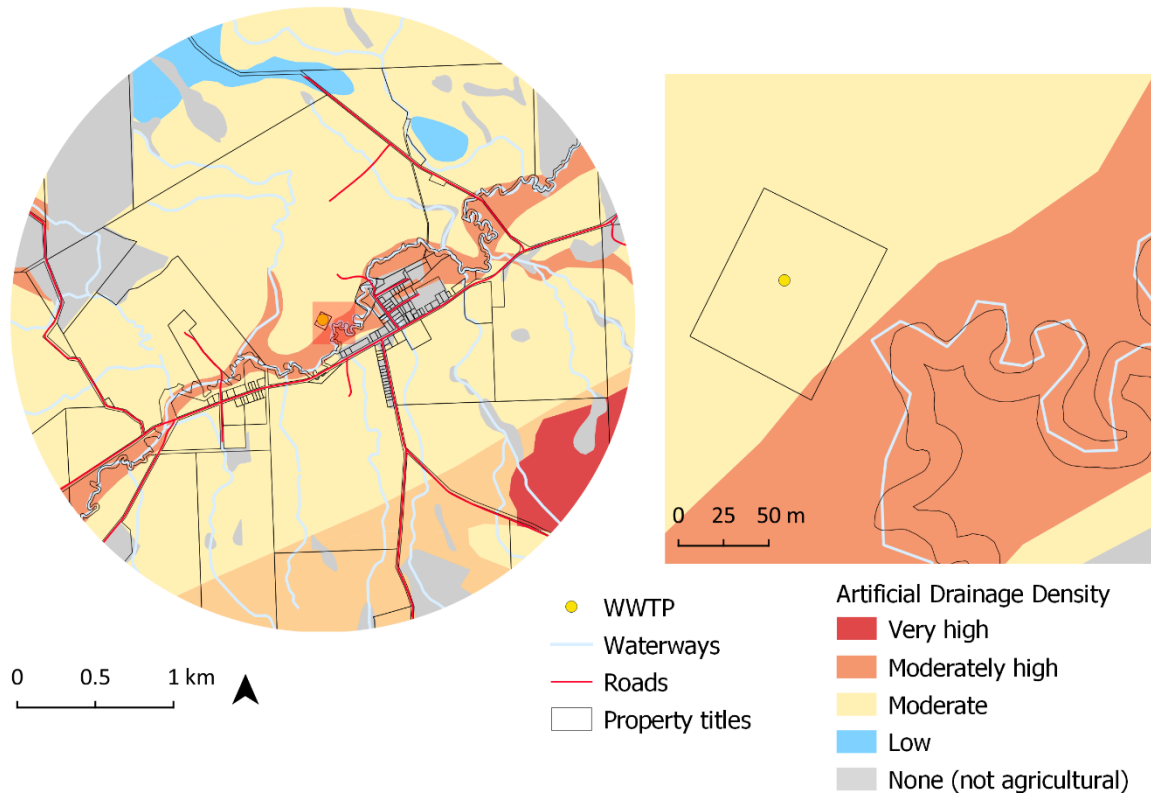 0 25 50 m
WWTP
Waterways
Roads
Property titles
0 0.5 1 km
Artificial Drainage Density
Very high
Moderately high
Moderate
Low
None (not agricultural)